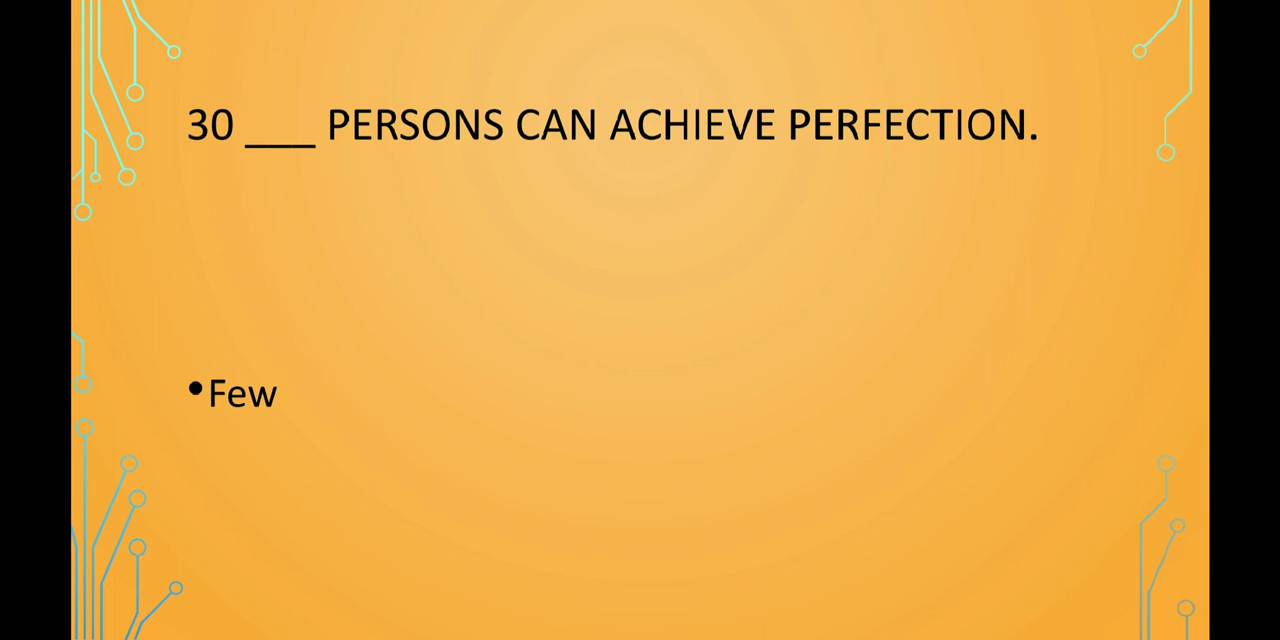 30 ___ PERSONS CAN ACHIEVE PERFECTION.
•Few